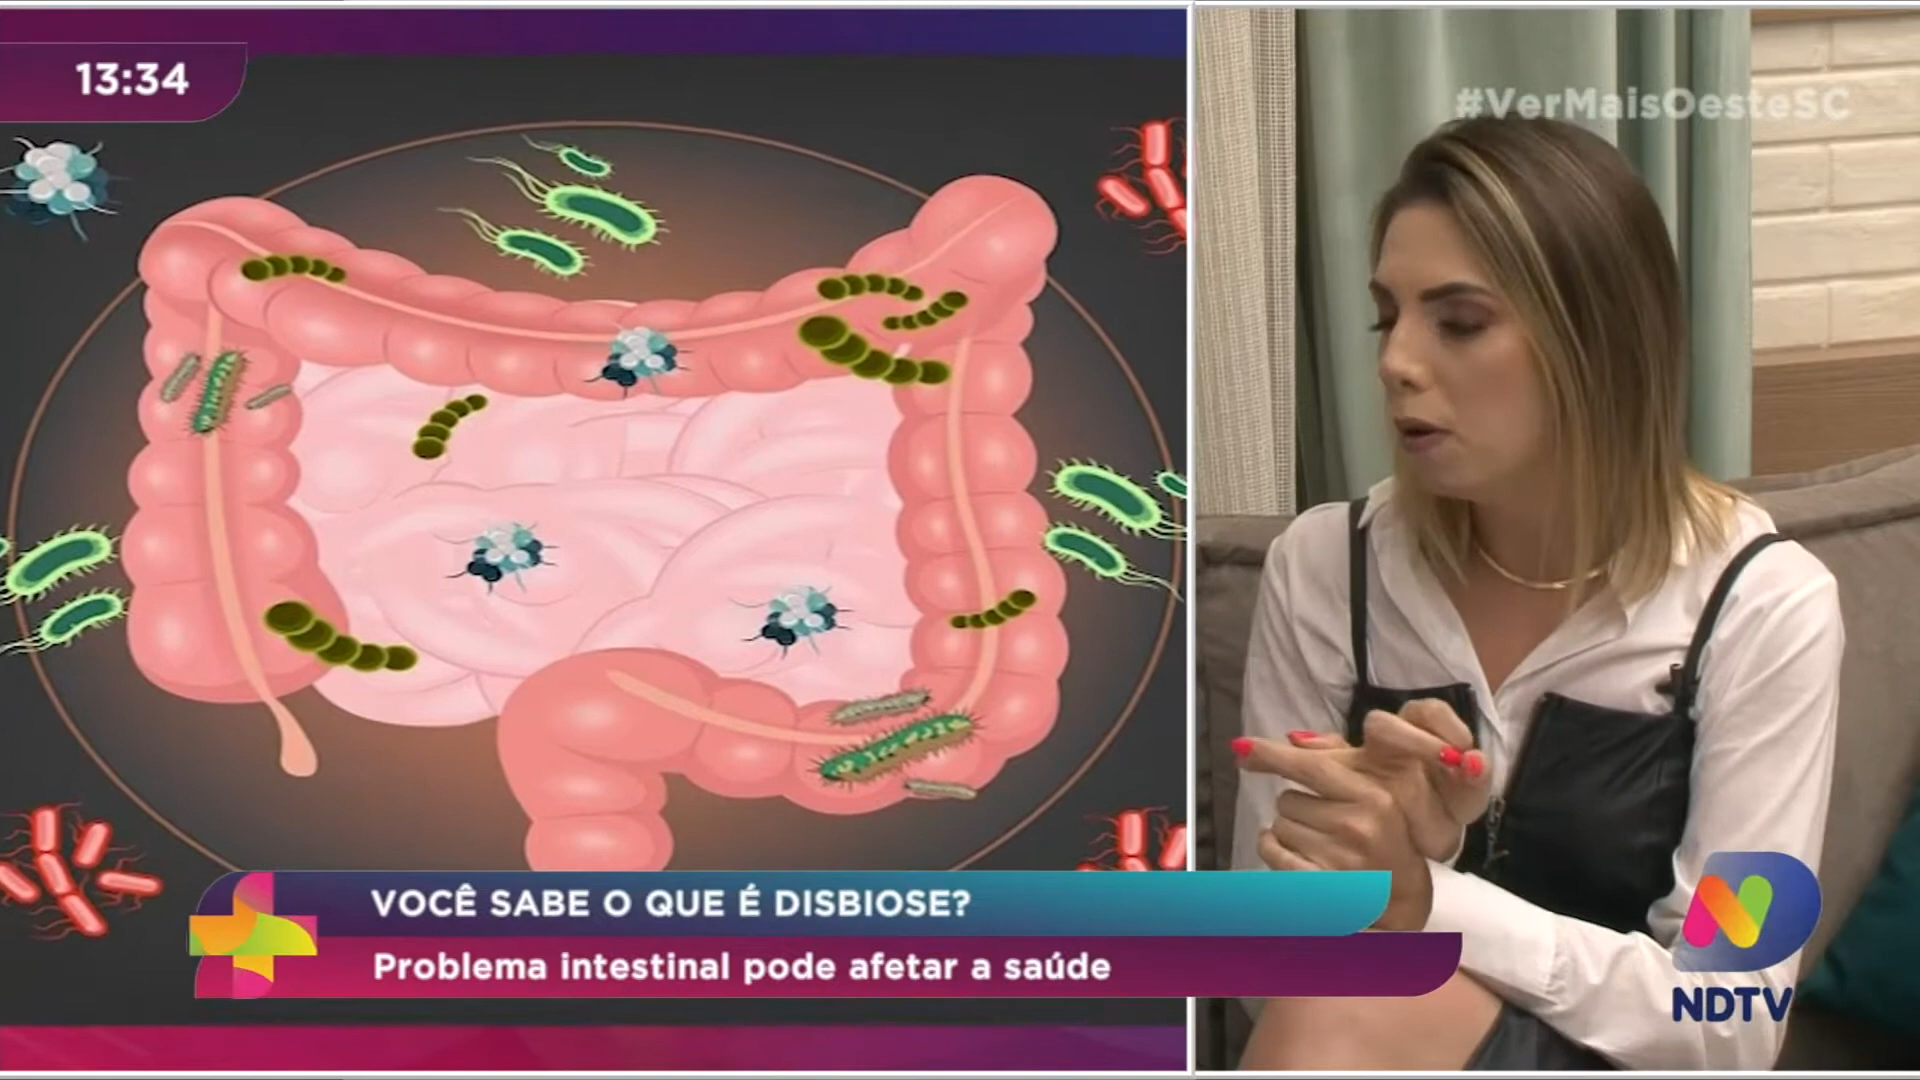 13:34
#VerMaisOesteSC
VOCÊ SABE O QUE É DISBIOSE?
Problema intestinal pode afetar a saúde
NDTV